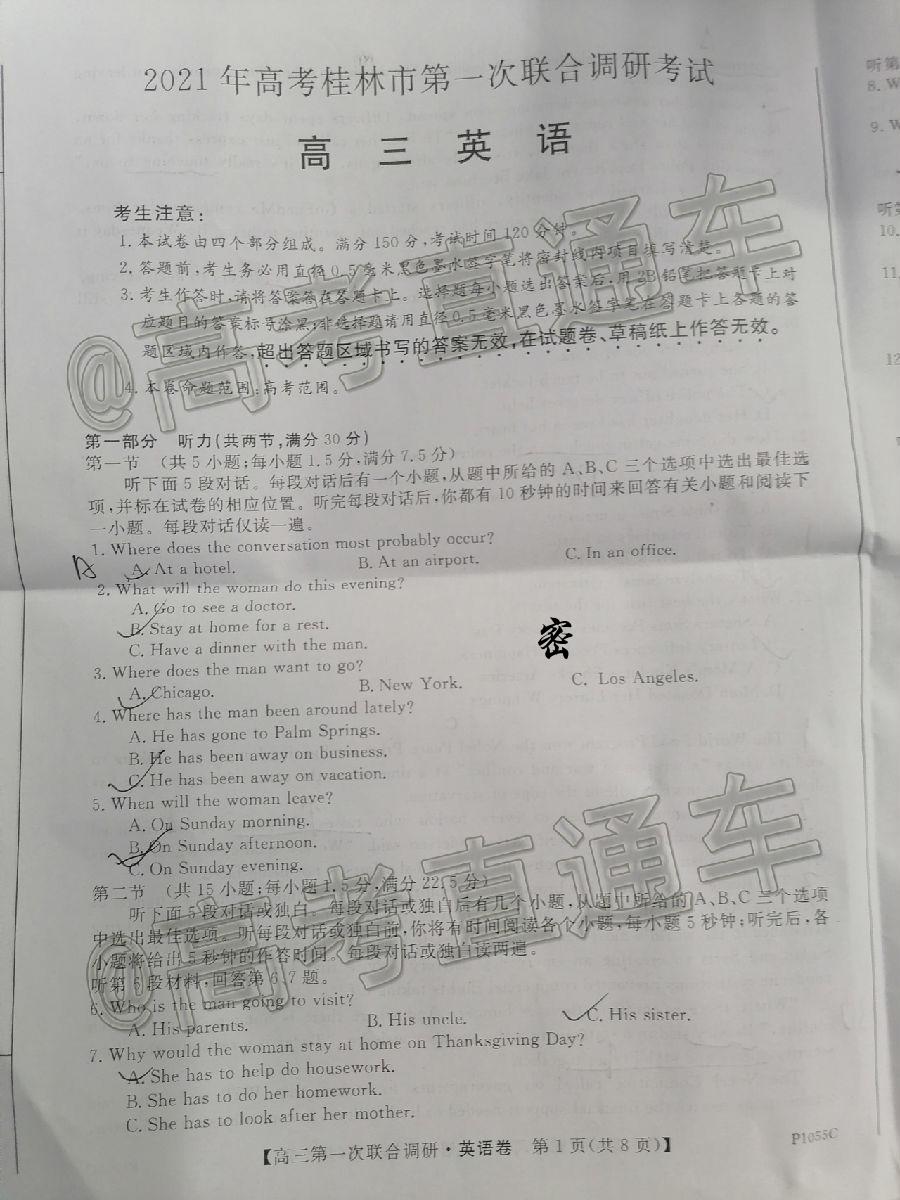 2021年高考桂林市第一次联合调研考试
高 三 英 语
考生注意：
1.本试卷由四个部分组成。满分150分,考试时间120分钟。
2.答题前,考生务必用直径0.5毫米黑色墨水签字笔将密封线内项目填写清楚。
3.考生作答时,请将答案答在答题卡上。选择题每小题选出答案后,用2B铅笔把答题卡上对
应题目的答案标号涂黑;非选择题请用直径0.5毫米黑色墨水签字笔在答题卡上各题的答
题区域内作答,超出答题区域书写的答案无效,在试题卷、草稿纸上作答无效。
4.本卷命题范围:高考范围。
第一部分 听力(共两节,满分30分)
第一节 (共5小题;每小题1.5分,满分7.5分)
听下面5段对话。每段对话后有一个小题,从题中所给的A、B、C三个选项中选出最佳选
项,并标在试卷的相应位置。听完每段对话后,你都有10秒钟的时间来回答有关小题和阅读下
一小题。每段对话仅读一遍。
1. Where does the conversation most probably occur?
A A. At a hotel. B. At an airport. C. In an office.
2. What will the woman do this evening?
A. Go to see a doctor.
B. Stay at home for a rest.
C. Have a dinner with the man.
密
3. Where does the man want to go?
A. Chicago. B. New York. C. Los Angeles.
4. Where has the man been around lately?
A. He has gone to Palm Springs.
B. He has been away on business.
C. He has been away on vacation.
5. When will the woman leave?
A. On Sunday morning.
B. On Sunday afternoon.
C. On Sunday evening.
第二节 (共15小题;每小题1.5分,满分22.5分)
听下面5段对话或独白。每段对话或独白后有几个小题,从题中所给的A、B、C三个选项
中选出最佳选项。听每段对话或独白前,你将有时间阅读各个小题,每小题5秒钟;听完后,各
小题将给出5秒钟的作答时间。每段对话或独白读两遍。
听第6段材料,回答第6、7题。
6. Who is the man going to visit?
A. His parents. B. His uncle. C. His sister.
7. Why would the woman stay at home on Thanksgiving Day?
A. She has to help do housework.
B. She has to do her homework.
C. She has to look after her mother.
【高三第一次联合调研·英语卷 第1页(共8页)】
P1055C
@高考直通车
@高考直通车
听第
8. W
9. W
听第
10.
11.
12